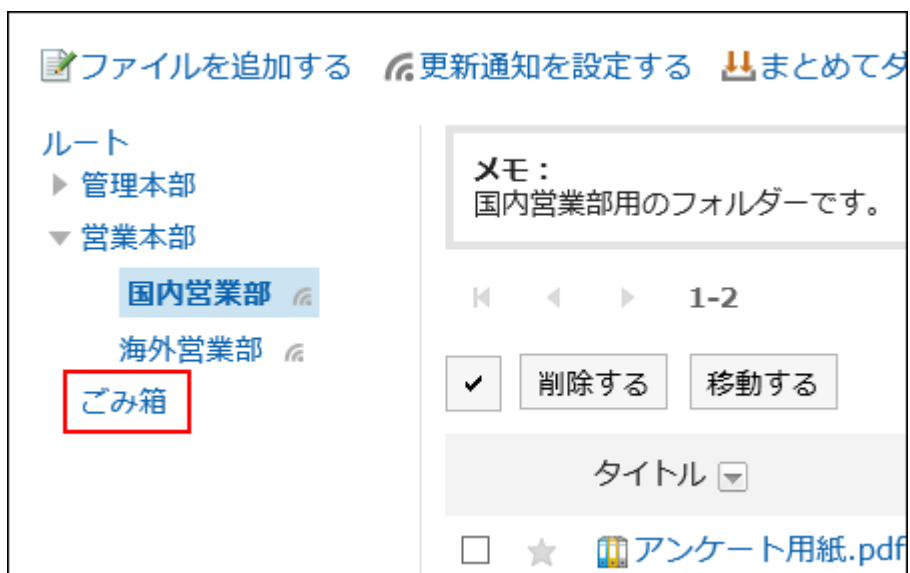 ファイルを追加する 更新通知を設定する まとめてダ
ルート
管理本部
営業本部
国内営業部
海外営業部
ごみ箱
メモ：
国内営業部用のフォルダーです。
1-2
削除する 移動する
タイトル
アンケート用紙.pdf